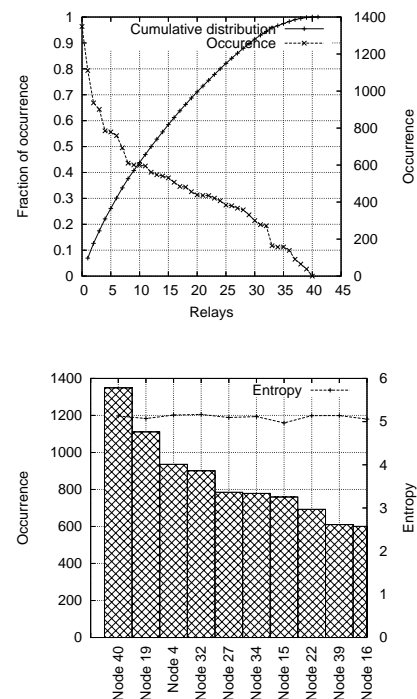 Fraction of occurrence
1
0.9
0.8
0.7
0.6
0.5
0.4
0.3
0.2
0.1
0
Cumulative distribution
Occurence
1400
1200
1000
800
600
400
200
0
Occurrence
0 5 10 15 20 25 30 35 40 45
Relays
Occurrence
1400
1200
1000
800
600
400
200
0
Entropy
6
5
4
3
2
1
0
Entropy
Node 40
Node 19
Node 4
Node 32
Node 27
Node 34
Node 15
Node 22
Node 39
Node 16